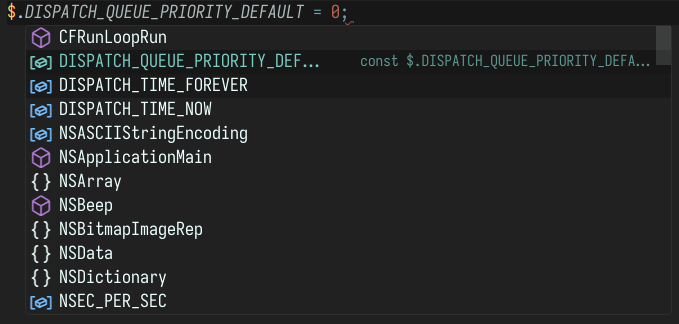 $.DISPATCH_QUEUE_PRIORITY_DEFAULT = 0;
CFRunLoopRun
DISPATCH_QUEUE_PRIORITY_DEF... const $.DISPATCH_QUEUE_PRIORITY_DEFA...
DISPATCH_TIME_FOREVER
DISPATCH_TIME_NOW
NSASCIIStringEncoding
NSApplicationMain
{} NSArray
NSBeep
{} NSBitmapImageRep
{} NSData
{} NSDictionary
NSEC_PER_SEC